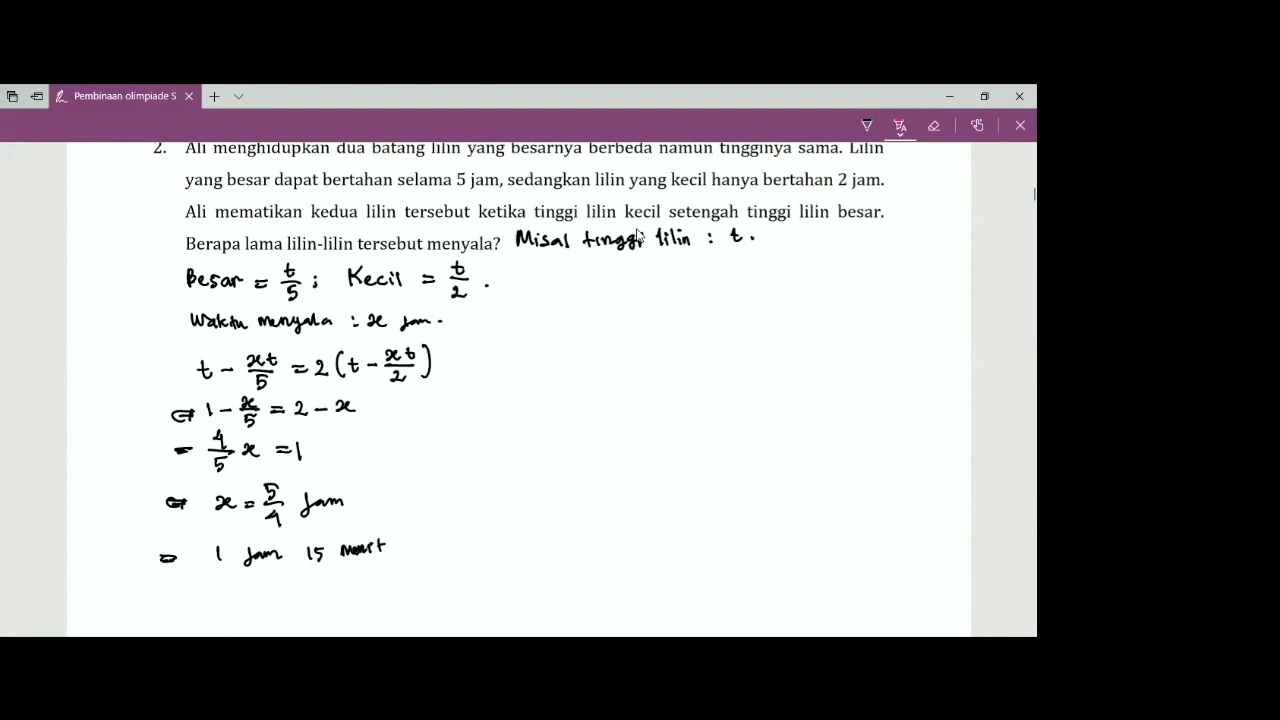 Pembinaan olimpiade S
2. Ali menghidupkan dua batang lilin yang besarnya berbeda namun tingginya sama. Lilin
yang besar dapat bertahan selama 5 jam, sedangkan lilin yang kecil hanya bertahan 2 jam.
Ali mematikan kedua lilin tersebut ketika tinggi lilin kecil setengah tinggi lilin besar.
Berapa lama lilin-lilin tersebut menyala? Misal tinggi lilin : t.
Besar = t/5 ; Kecil = t/2 .
Waktu menyala : x jam.
t - xt/5 = 2 (t - xt/2)
⇔ 1 - x/5 = 2 - x
= 4/5 x = 1
⇔ x = 5/4 Jam
= 1 Jam 15 menit